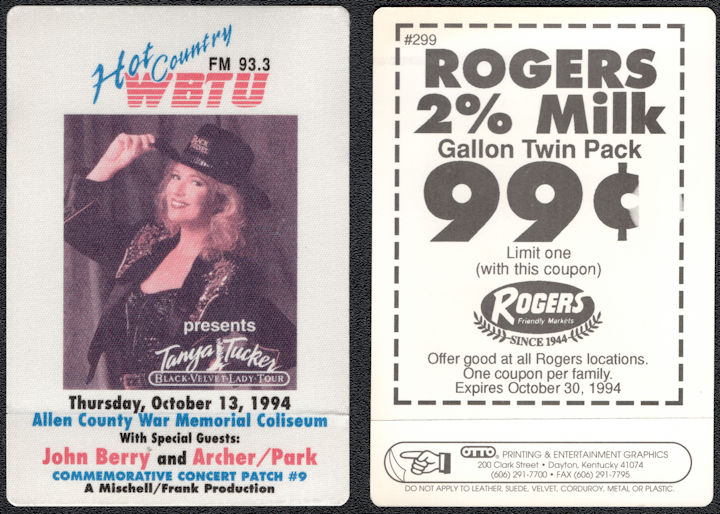 Hot Country
FM 93.3
WBTU
presents
Tanya Tucker
BLACK•VELVET•LADY•TOUR
Thursday, October 13, 1994
Allen County War Memorial Coliseum
With Special Guests:
John Berry and Archer/Park
COMMEMORATIVE CONCERT PATCH #9
A Mischell/Frank Production
#299
ROGERS
2% Milk
Gallon Twin Pack
99¢
Limit one
(with this coupon)
ROGERS
Friendly Markets
SINCE 1944
Offer good at all Rogers locations.
One coupon per family.
Expires October 30, 1994
OTTO PRINTING & ENTERTAINMENT GRAPHICS
200 Clark Street • Dayton, Kentucky 41074
(606) 291-7700 • FAX (606) 291-7795
DO NOT APPLY TO LEATHER, SUEDE, VELVET, CORDUROY, METAL OR PLASTIC.